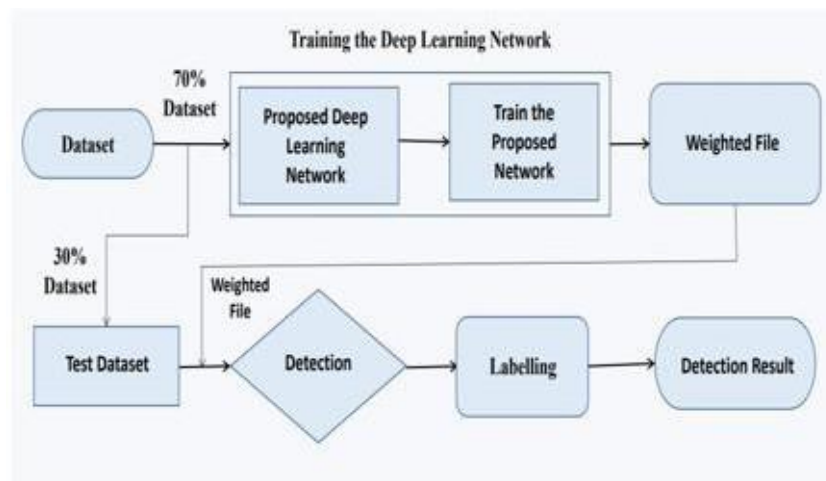 Training the Deep Learning Network
70%
Dataset
Dataset
Proposed Deep
Learning
Network
Train the
Proposed
Network
Weighted File
30%
Dataset
Weighted
File
Test Dataset
Detection
Labelling
Detection Result